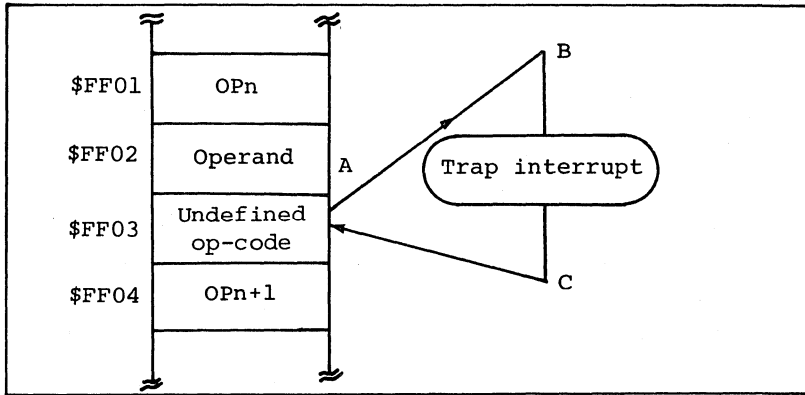 $FF01 OPn
B
$FF02 Operand
A
Trap interrupt
$FF03 Undefined
op-code
C
$FF04 OPn+1